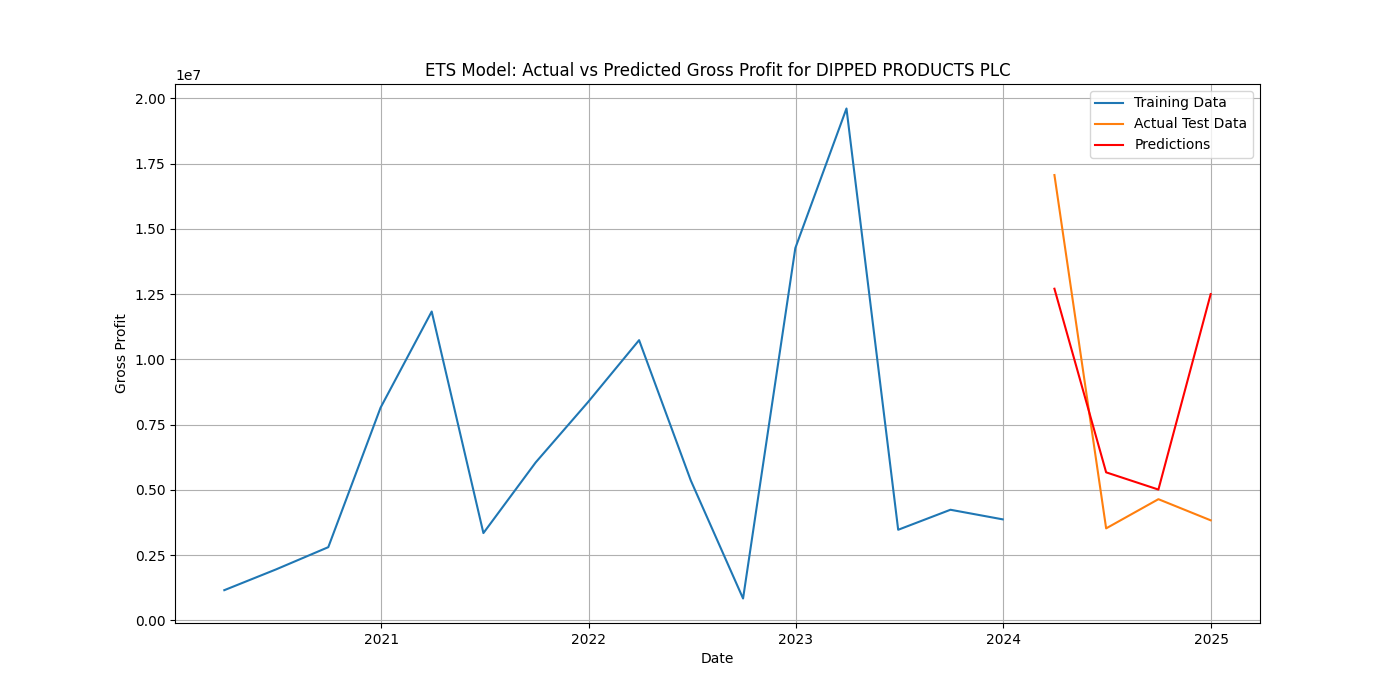 ETS Model: Actual vs Predicted Gross Profit for DIPPED PRODUCTS PLC
1e7
2.00
1.75
1.50
1.25
1.00
0.75
0.50
0.25
0.00
Gross Profit
Training Data
Actual Test Data
Predictions
2021 2022 2023 2024 2025
Date